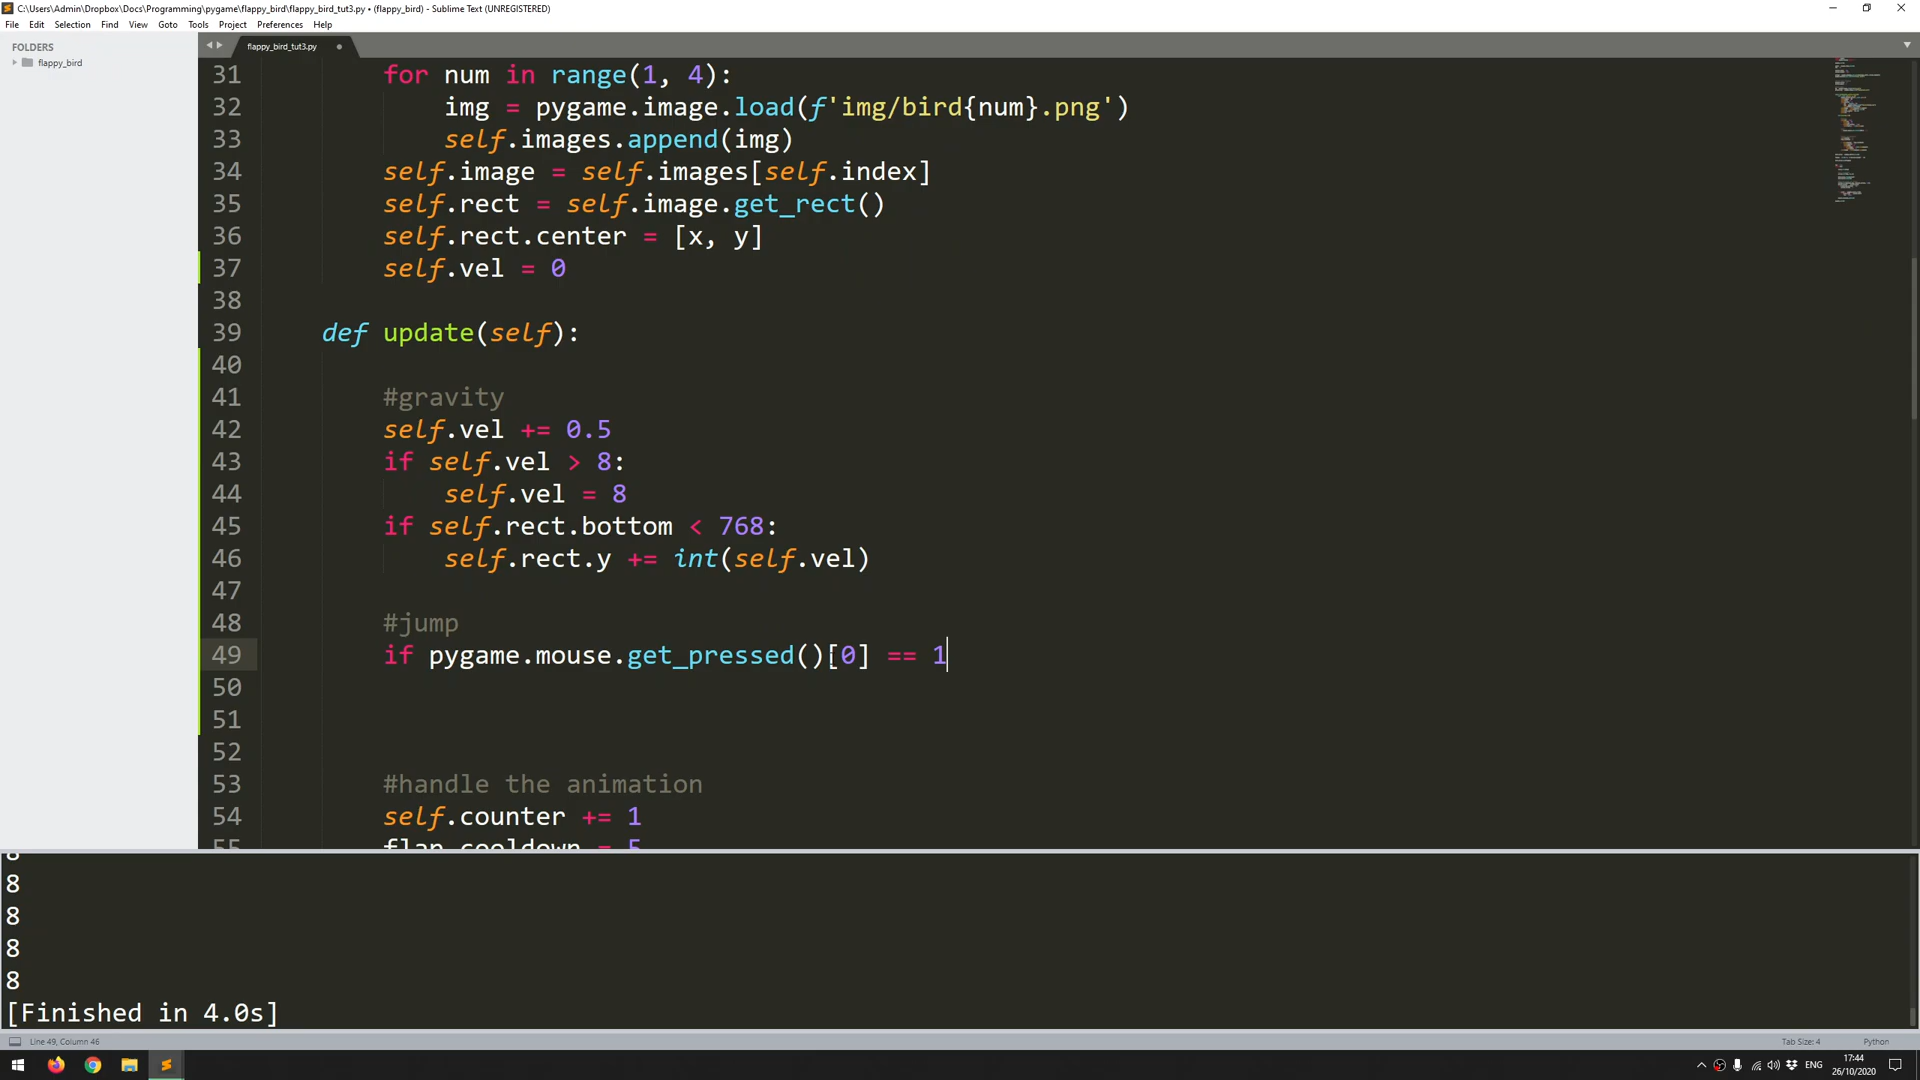 C:\Users\Admin\Dropbox\Docs\Programming\pygame\flappy_bird\flappy_bird_tut3.py • (flappy_bird) - Sublime Text (UNREGISTERED)
File Edit Selection Find View Goto Tools Project Preferences Help
FOLDERS
flappy_bird
flappy_bird_tut3.py
31 for num in range(1, 4):
32 img = pygame.image.load(f'img/bird{num}.png')
33 self.images.append(img)
34 self.image = self.images[self.index]
35 self.rect = self.image.get_rect()
36 self.rect.center = [x, y]
37 self.vel = 0
38
39 def update(self):
40
41 #gravity
42 self.vel += 0.5
43 if self.vel > 8:
44 self.vel = 8
45 if self.rect.bottom < 768:
46 self.rect.y += int(self.vel)
47
48 #jump
49 if pygame.mouse.get_pressed()[0] == 1
50
51
52
53 #handle the animation
54 self.counter += 1
55 flap_cooldown = 5
8
8
8
8
8
[Finished in 4.0s]
Line 49, Column 46
Tab Size: 4
Python
ENG
17:44
26/10/2020